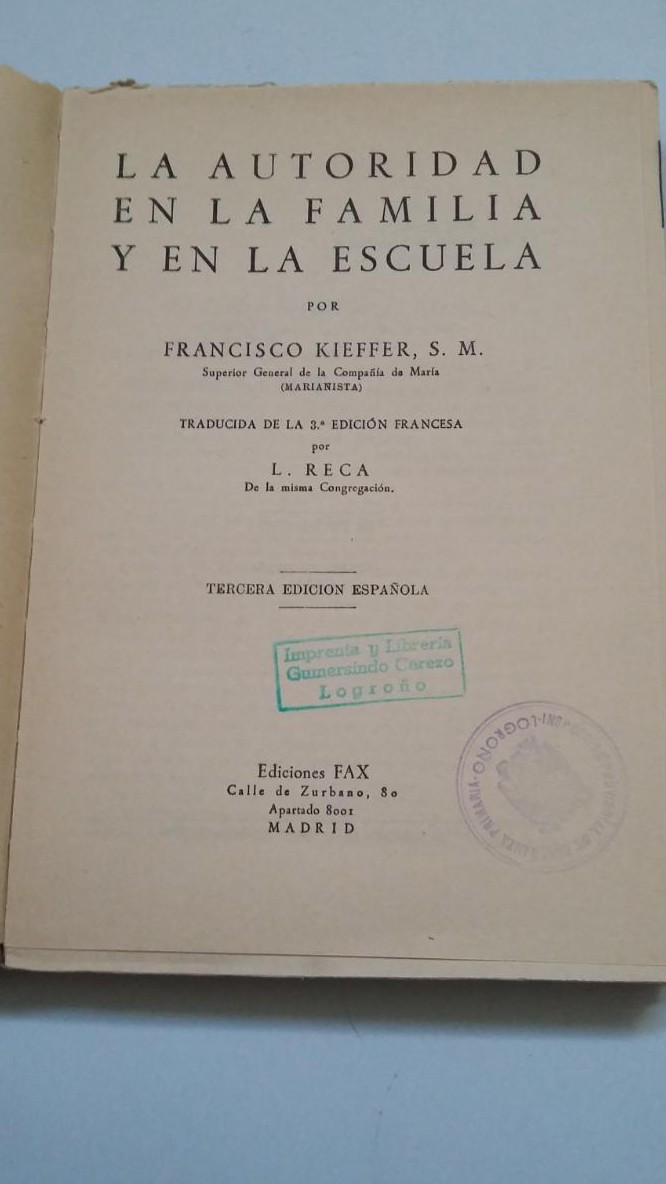 LA AUTORIDAD
EN LA FAMILIA
Y EN LA ESCUELA
POR
FRANCISCO KIEFFER, S. M.
Superior General de la Compañía de María
(MARIANISTA)
TRADUCIDA DE LA 3.ª EDICIÓN FRANCESA
por
L. RECA
De la misma Congregación.
TERCERA EDICION ESPAÑOLA
Imprenta y Librería
Gumersindo Cerezo
Logroño
Ediciones FAX
Calle de Zurbano, 80
Apartado 8001
MADRID
PRIMARIA·
LOGROÑO